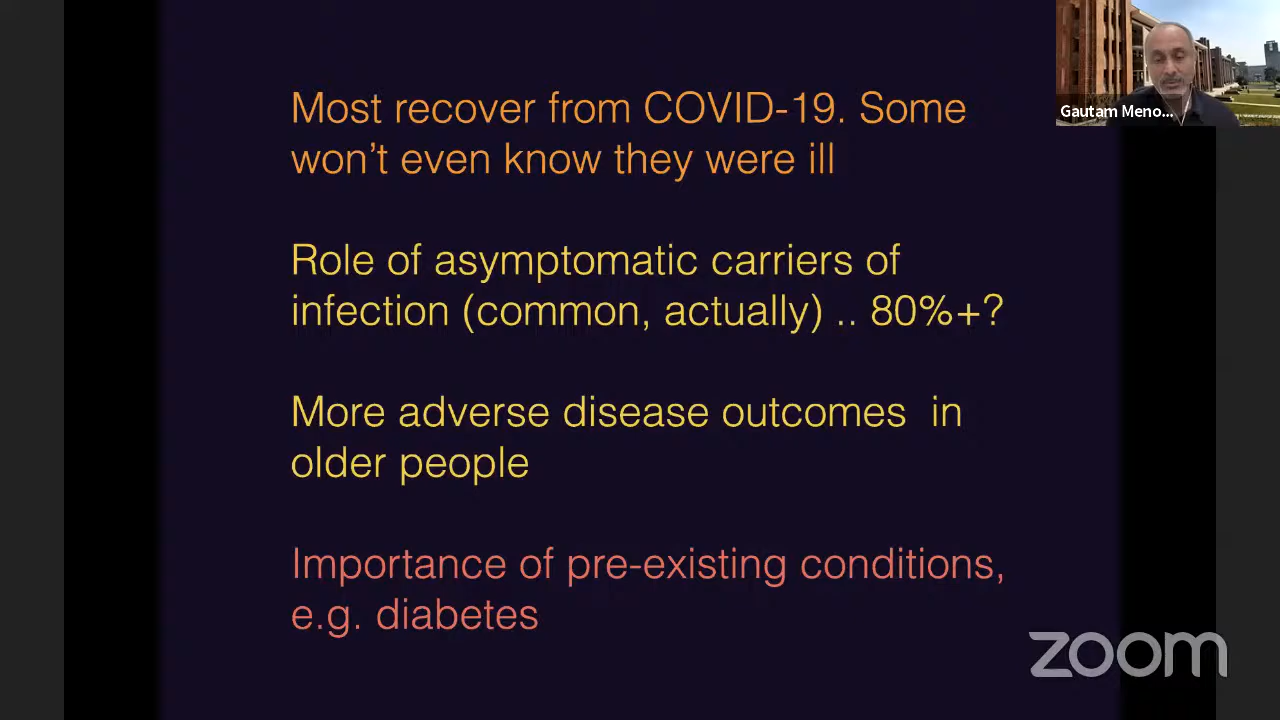 Most recover from COVID-19. Some
won't even know they were ill
Role of asymptomatic carriers of
infection (common, actually) .. 80%+?
More adverse disease outcomes  in
older people
Importance of pre-existing conditions,
e.g. diabetes
Gautam Meno...
zoom